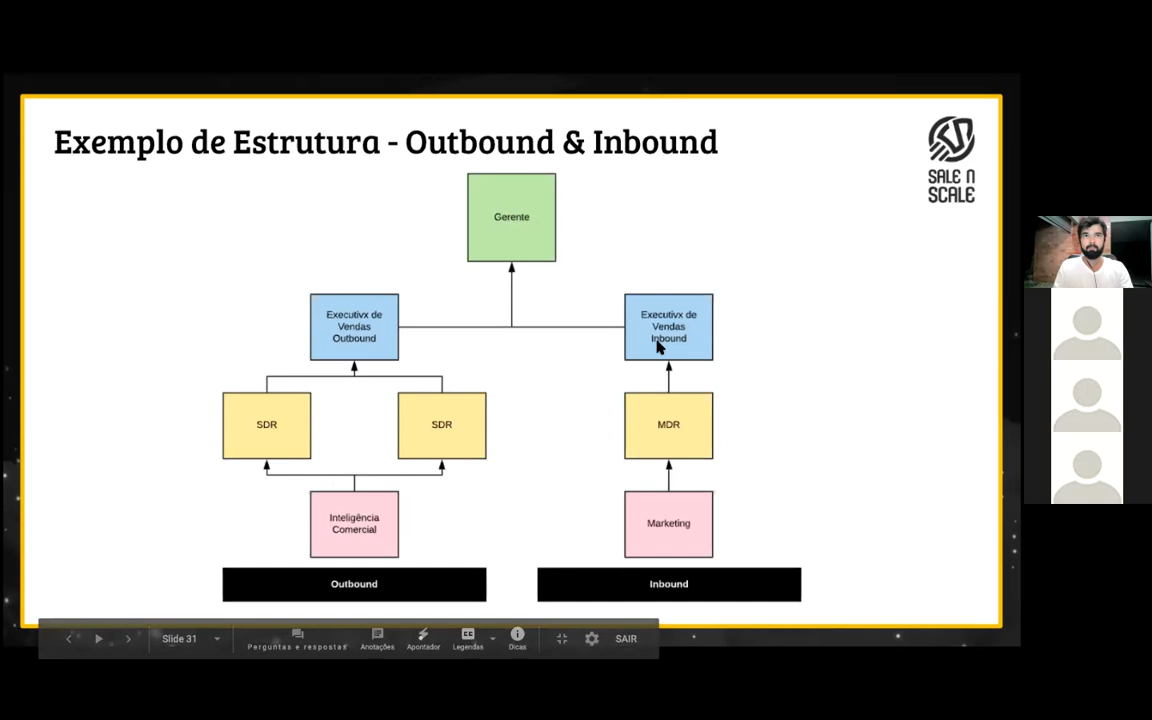 Exemplo de Estrutura - Outbound & Inbound
SALE N
SCALE
Gerente
Executivx de
Vendas
Outbound
Executivx de
Vendas
Inbound
SDR
SDR
MDR
Inteligência
Comercial
Marketing
Outbound
Inbound
Slide 31
Perguntas e respostas
Anotações
Apontador
CC
Legendas
Dicas
SAIR